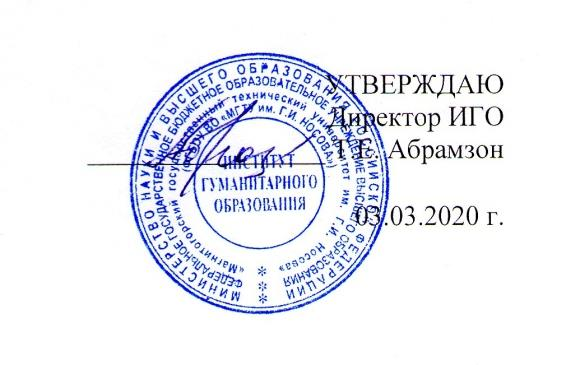 УТВЕРЖДАЮ
Директор ИГО
Т.Е. Абрамзон
03.03.2020 г.
МИНИСТЕРСТВО НАУКИ И ВЫСШЕГО ОБРАЗОВАНИЯ РОССИЙСКОЙ ФЕДЕРАЦИИ
ФЕДЕРАЛЬНОЕ ГОСУДАРСТВЕННОЕ БЮДЖЕТНОЕ ОБРАЗОВАТЕЛЬНОЕ УЧРЕЖДЕНИЕ ВЫСШЕГО ОБРАЗОВАНИЯ
«Магнитогорский государственный технический университет им. Г.И. Носова»
(ФГБОУ ВО «МГТУ им. Г.И. НОСОВА»)
ИНСТИТУТ
ГУМАНИТАРНОГО
ОБРАЗОВАНИЯ